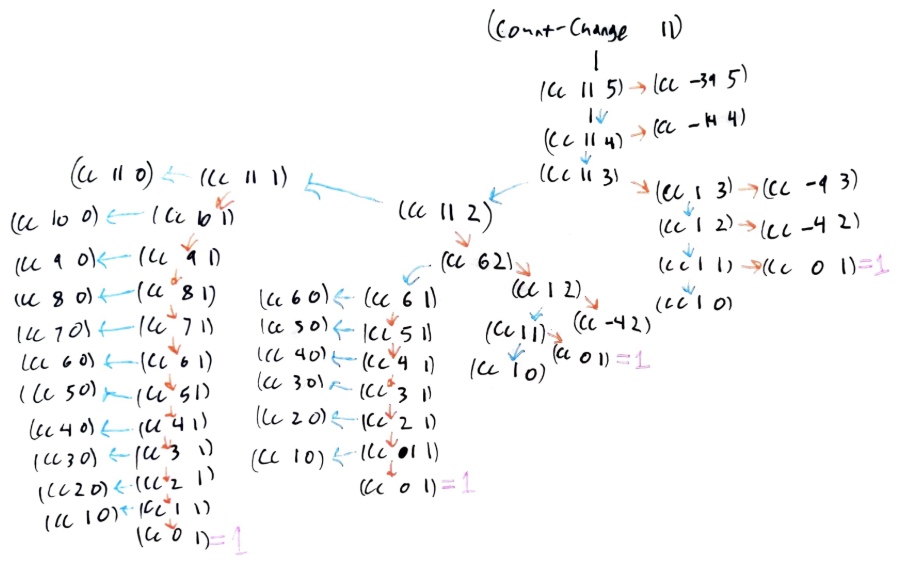 (Count-Change 11)
(cc 11 5) → (cc -39 5)
(cc 11 4) → (cc -14 4)
(cc 11 0) ← (cc 11 1)
(cc 11 3)
(cc 1 3) → (cc -9 3)
(cc 10 0) ← (cc 10 1)
(cc 11 2)
(cc 1 2) → (cc -4 2)
(cc 9 0) ← (cc 9 1)
(cc 6 2)
(cc 1 1) → (cc 0 1) = 1
(cc 8 0) ← (cc 8 1)
(cc 6 0) ← (cc 6 1)
(cc 1 2)
(cc 1 0)
(cc 7 0) ← (cc 7 1)
(cc 5 0) ← (cc 5 1)
(cc 1 1)
(cc -4 2)
(cc 6 0) ← (cc 6 1)
(cc 4 0) ← (cc 4 1)
(cc 1 0)
(cc 0 1) = 1
(cc 5 0) ← (cc 5 1)
(cc 3 0) ← (cc 3 1)
(cc 4 0) ← (cc 4 1)
(cc 2 0) ← (cc 2 1)
(cc 3 0) ← (cc 3 1)
(cc 1 0) ← (cc 1 1)
(cc 2 0) ← (cc 2 1)
(cc 0 1) = 1
(cc 1 0) ← (cc 1 1)
(cc 0 1) = 1